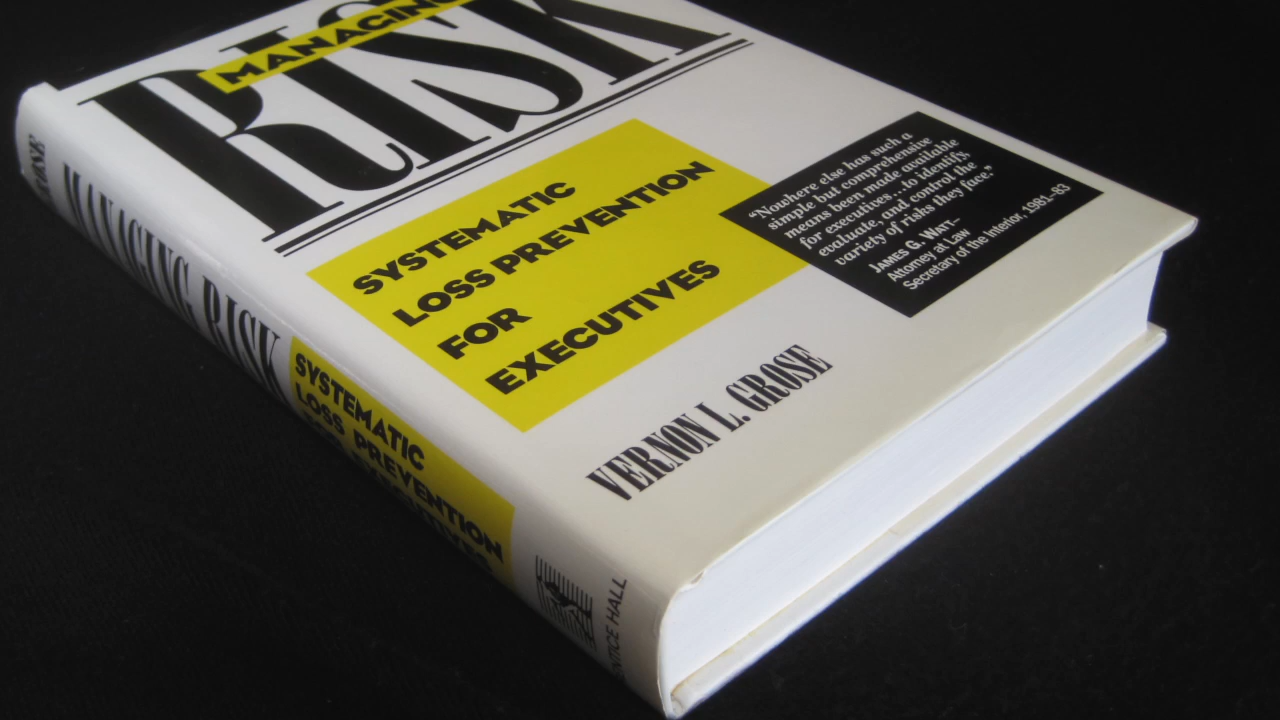 MANAGING
RISK
SYSTEMATIC
LOSS PREVENTION
FOR
EXECUTIVES
“Nowhere else has such a
simple but comprehensive
means been made available
for executives...to identify,
evaluate, and control the
variety of risks they face.”
JAMES G. WATT–
Attorney at Law
Secretary of the Interior, 1981–83
VERNON L. GROSE
MANAGING RISK
SYSTEMATIC
LOSS PREVENTION
FOR EXECUTIVES
HALL